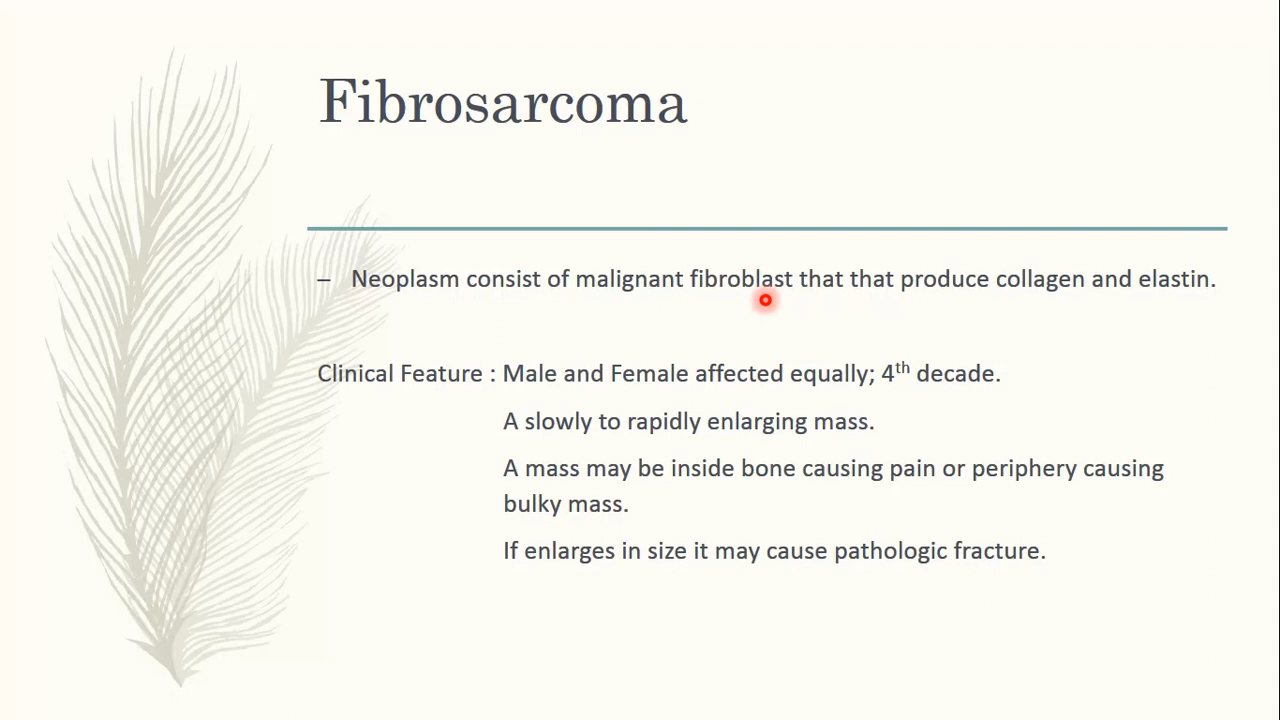 Fibrosarcoma
– Neoplasm consist of malignant fibroblast that that produce collagen and elastin.
Clinical Feature : Male and Female affected equally; 4th decade.
A slowly to rapidly enlarging mass.
A mass may be inside bone causing pain or periphery causing
bulky mass.
If enlarges in size it may cause pathologic fracture.